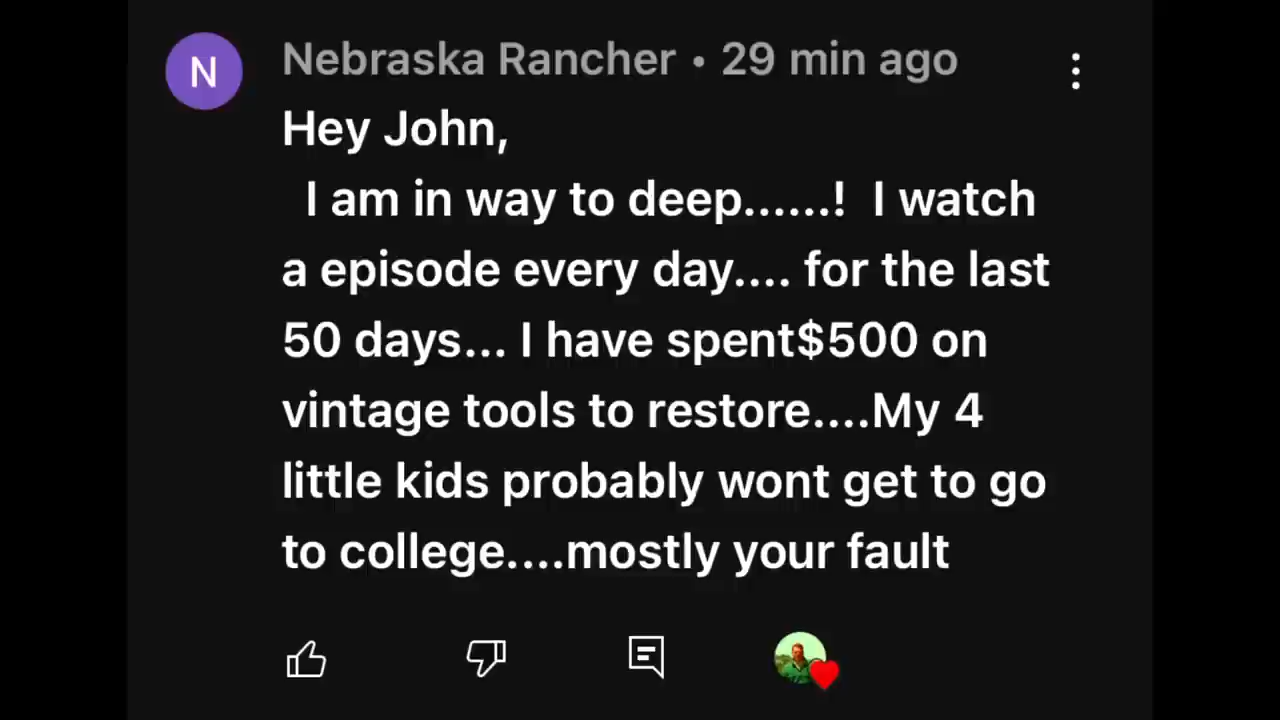 N
Nebraska Rancher • 29 min ago
Hey John,
I am in way to deep......! I watch
a episode every day.... for the last
50 days... I have spent$500 on
vintage tools to restore....My 4
little kids probably wont get to go
to college....mostly your fault